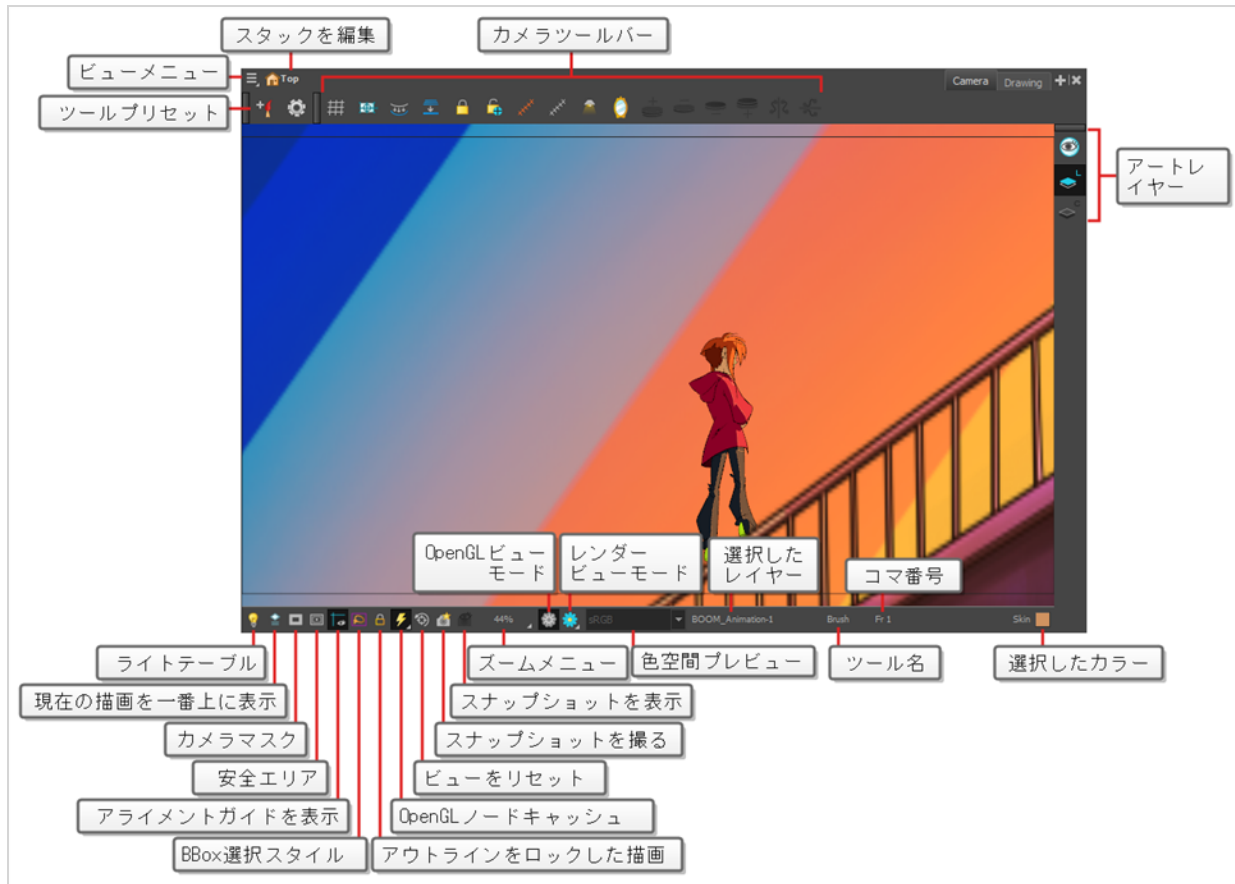 スタックを編集
カメラツールバー
ビューメニュー
Top
Camera
Drawing
ツールプリセット
L
C
アートレ
イヤー
OpenGLビュー
モード
レンダー
ビューモード
選択した
レイヤー
コマ番号
44%
sRGB
BOOM_Animation-1
Brush
Fr 1
Skin
ライトテーブル
ズームメニュー
色空間プレビュー
ツール名
選択したカラー
現在の描画を一番上に表示
スナップショットを表示
カメラマスク
スナップショットを撮る
安全エリア
ビューをリセット
アライメントガイドを表示
OpenGLノードキャッシュ
BBox選択スタイル
アウトラインをロックした描画